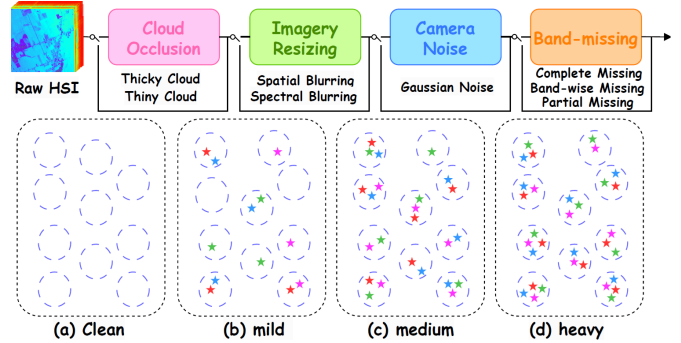 Cloud
Occlusion
Imagery
Resizing
Camera
Noise
Band-missing
Raw HSI
Thicky Cloud
Thiny Cloud
Spatial Blurring
Spectral Blurring
Gaussian Noise
Complete Missing
Band-wise Missing
Partial Missing
(a) Clean
(b) mild
(c) medium
(d) heavy